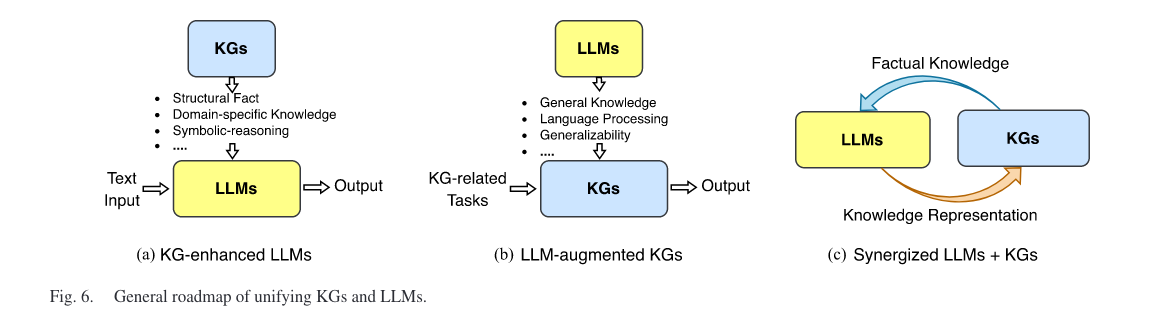 KGs
• Structural Fact
• Domain-specific Knowledge
• Symbolic-reasoning
• ....
Text
Input
LLMs
Output
(a) KG-enhanced LLMs
LLMs
• General Knowledge
• Language Processing
• Generalizability
• ....
KG-related
Tasks
KGs
Output
(b) LLM-augmented KGs
Factual Knowledge
LLMs
KGs
Knowledge Representation
(c) Synergized LLMs + KGs
Fig. 6. General roadmap of unifying KGs and LLMs.